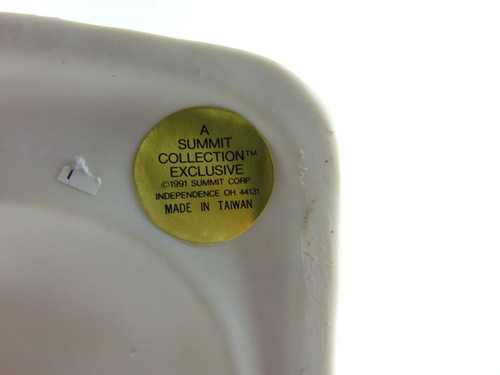 A
SUMMIT
COLLECTION™
EXCLUSIVE
©1991 SUMMIT CORP.
INDEPENDENCE OH 44131
MADE IN TAIWAN